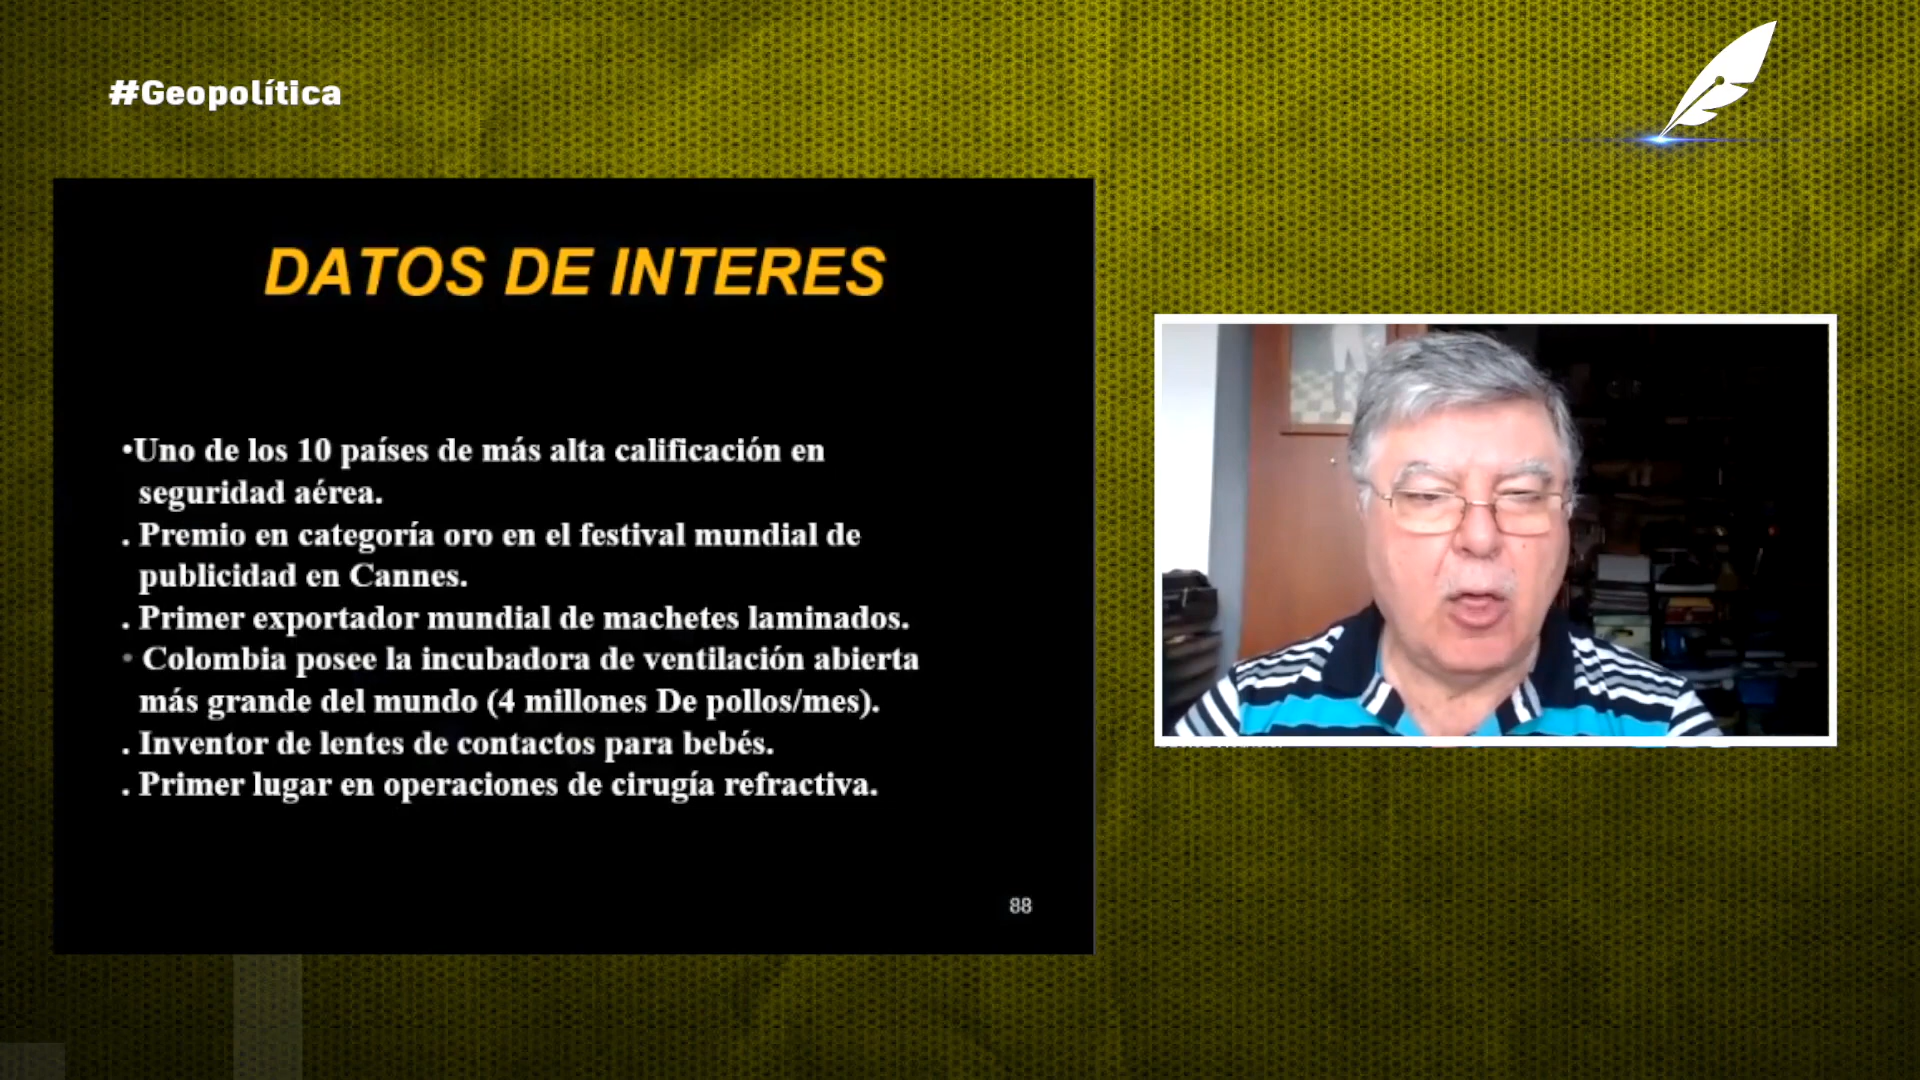 #Geopolítica
DATOS DE INTERES
•Uno de los 10 países de más alta calificación en
seguridad aérea.
. Premio en categoría oro en el festival mundial de
publicidad en Cannes.
. Primer exportador mundial de machetes laminados.
• Colombia posee la incubadora de ventilación abierta
más grande del mundo (4 millones De pollos/mes).
. Inventor de lentes de contactos para bebés.
. Primer lugar en operaciones de cirugía refractiva.
88